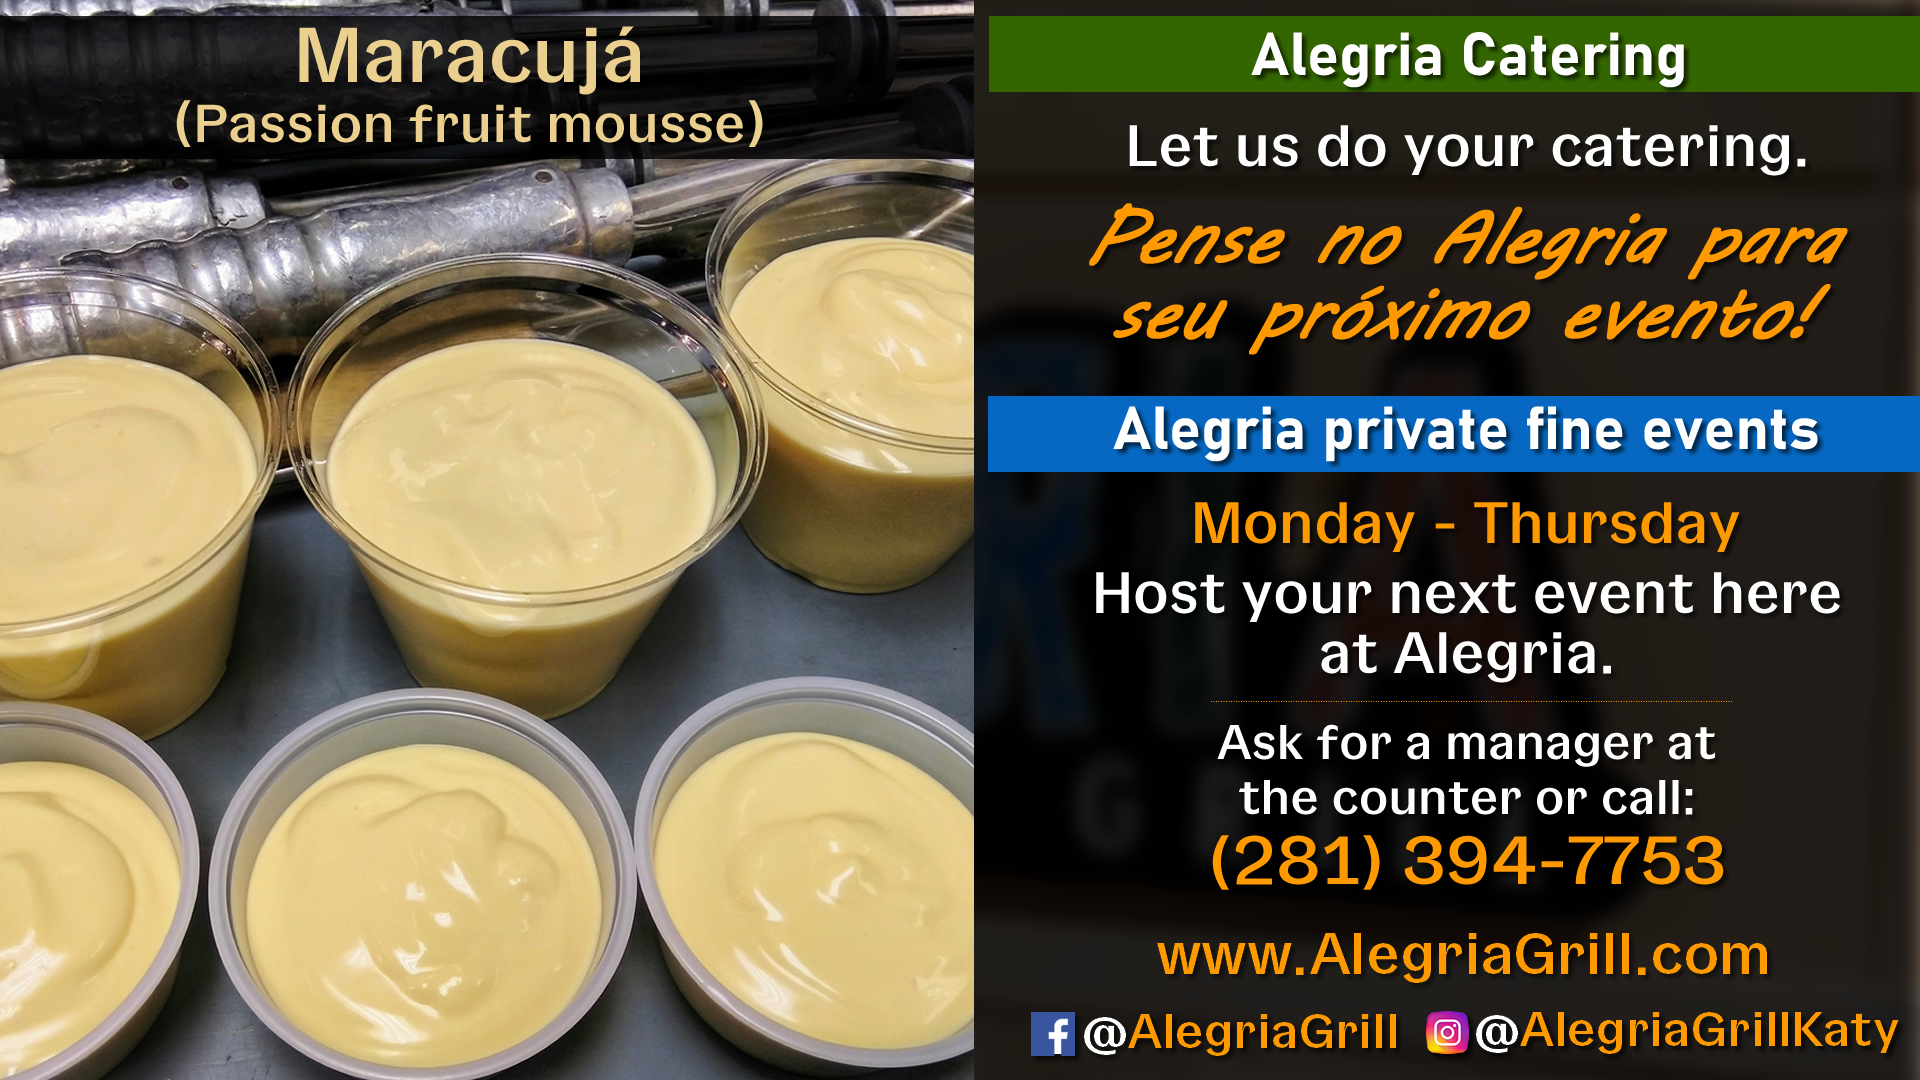 Maracujá
(Passion fruit mousse)
Alegria Catering
Let us do your catering.
Pense no Alegria para
seu próximo evento!
Alegria private fine events
Monday - Thursday
Host your next event here
at Alegria.
Ask for a manager at
the counter or call:
(281) 394-7753
www.AlegriaGrill.com
@AlegriaGrill @AlegriaGrillKaty